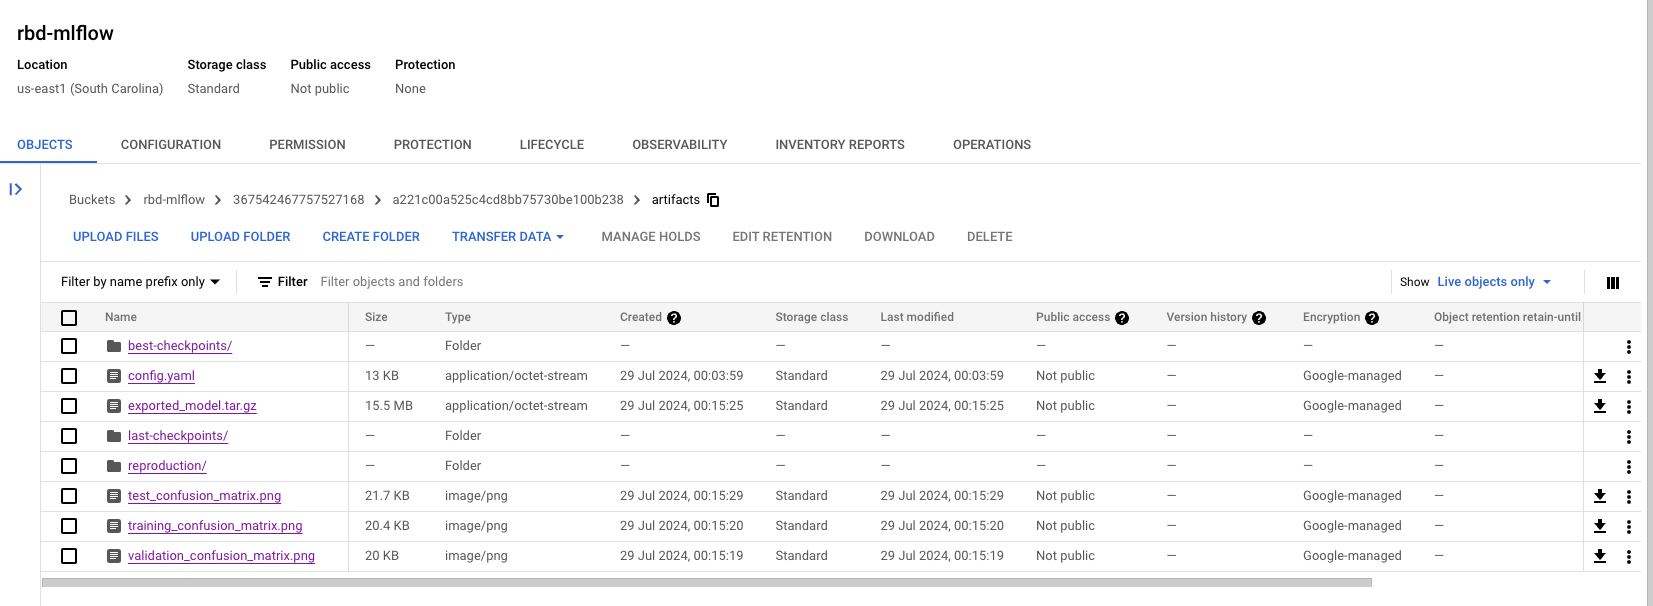 rbd-mlflow
Location Storage class Public access Protection
us-east1 (South Carolina) Standard Not public None
OBJECTS CONFIGURATION PERMISSION PROTECTION LIFECYCLE OBSERVABILITY INVENTORY REPORTS OPERATIONS
Buckets > rbd-mlflow > 367542467757527168 > a221c00a525c4cd8bb75730be100b238 > artifacts
UPLOAD FILES UPLOAD FOLDER CREATE FOLDER TRANSFER DATA MANAGE HOLDS EDIT RETENTION DOWNLOAD DELETE
Filter by name prefix only Filter Filter objects and folders Show Live objects only
Name Size Type Created ? Storage class Last modified Public access ? Version history ? Encryption ? Object retention retain-until
best-checkpoints/ — Folder — — — — — — —
config.yaml 13 KB application/octet-stream 29 Jul 2024, 00:03:59 Standard 29 Jul 2024, 00:03:59 Not public — Google-managed —
exported_model.tar.gz 15.5 MB application/octet-stream 29 Jul 2024, 00:15:25 Standard 29 Jul 2024, 00:15:25 Not public — Google-managed —
last-checkpoints/ — Folder — — — — — — —
reproduction/ — Folder — — — — — — —
test_confusion_matrix.png 21.7 KB image/png 29 Jul 2024, 00:15:29 Standard 29 Jul 2024, 00:15:29 Not public — Google-managed —
training_confusion_matrix.png 20.4 KB image/png 29 Jul 2024, 00:15:20 Standard 29 Jul 2024, 00:15:20 Not public — Google-managed —
validation_confusion_matrix.png 20 KB image/png 29 Jul 2024, 00:15:19 Standard 29 Jul 2024, 00:15:19 Not public — Google-managed —